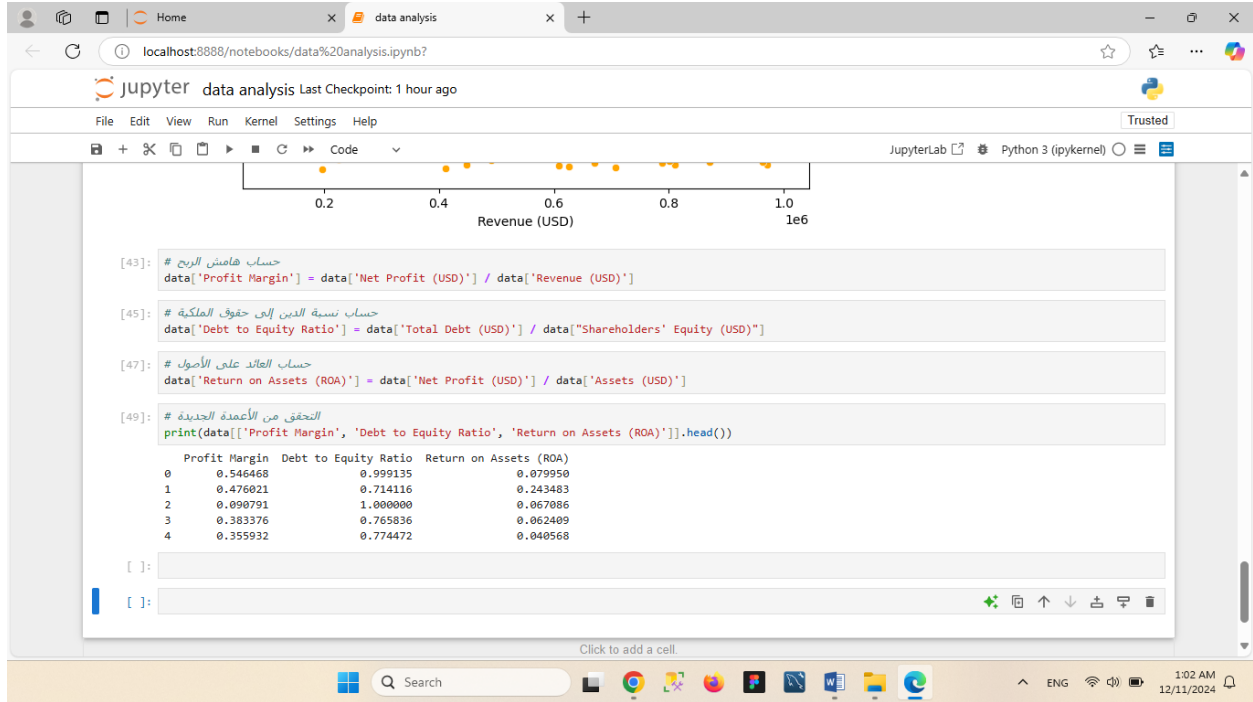 Home
data analysis
localhost:8888/notebooks/data%20analysis.ipynb?
jupyter data analysis Last Checkpoint: 1 hour ago
File Edit View Run Kernel Settings Help
Trusted
Code
JupyterLab Python 3 (ipykernel)
0.2 0.4 0.6 0.8 1.0
Revenue (USD) 1e6
[43]: # حساب هامش الربح
data['Profit Margin'] = data['Net Profit (USD)'] / data['Revenue (USD)']
[45]: # حساب نسبة الدين إلى حقوق الملكية
data['Debt to Equity Ratio'] = data['Total Debt (USD)'] / data["Shareholders' Equity (USD)"]
[47]: # حساب العائد على الأصول
data['Return on Assets (ROA)'] = data['Net Profit (USD)'] / data['Assets (USD)']
[49]: # التحقق من الأعمدة الجديدة
print(data[['Profit Margin', 'Debt to Equity Ratio', 'Return on Assets (ROA)']].head())
Profit Margin Debt to Equity Ratio Return on Assets (ROA)
0 0.546468 0.999135 0.079950
1 0.476021 0.714116 0.243483
2 0.090791 1.000000 0.067086
3 0.383376 0.765836 0.062409
4 0.355932 0.774472 0.040568
[ ]:
[ ]:
Click to add a cell.
Search
ENG
1:02 AM
12/11/2024